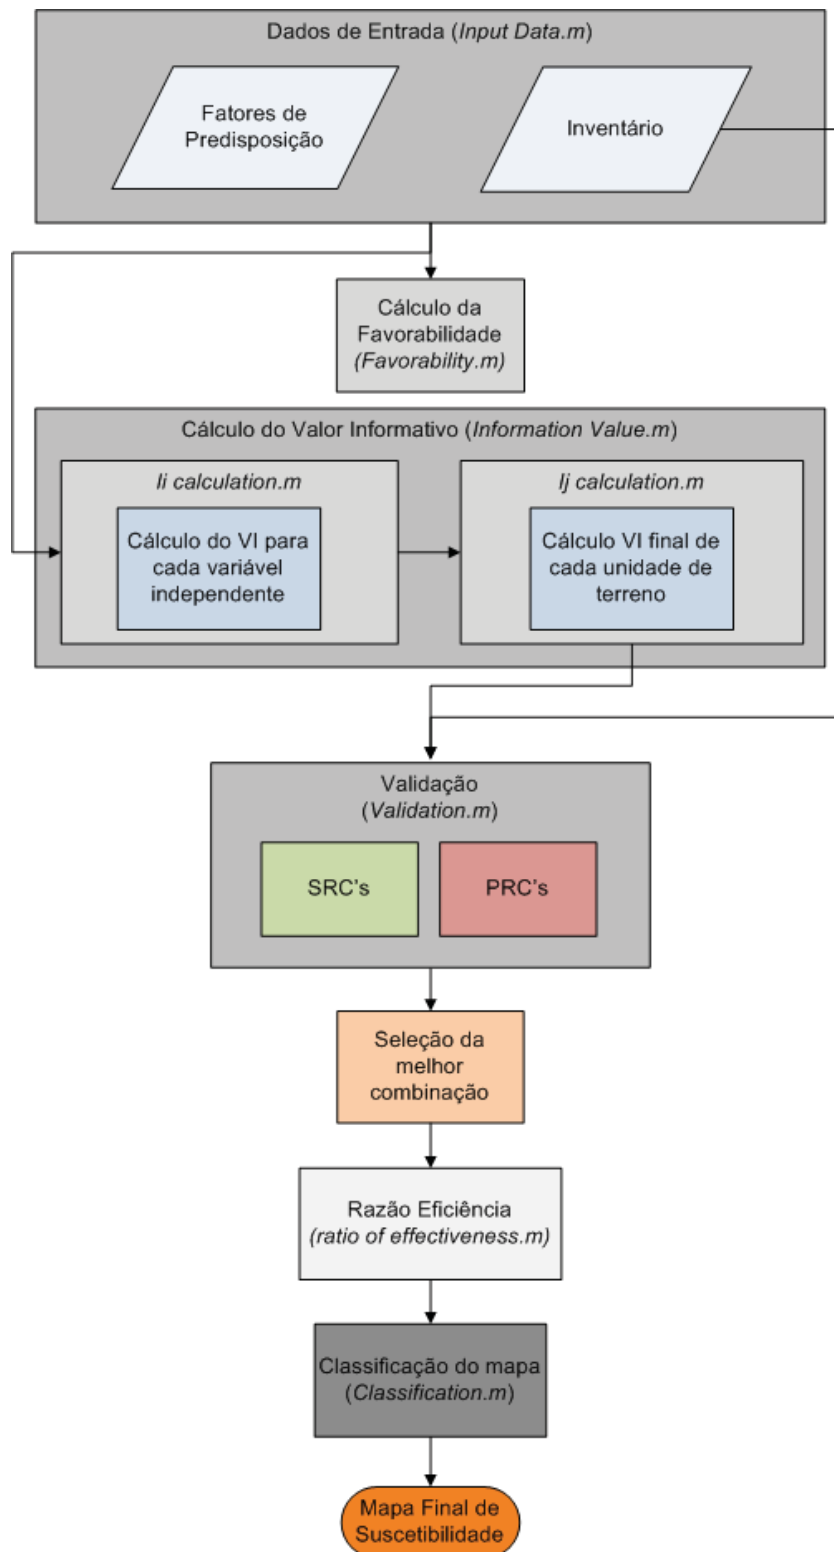 Dados de Entrada (Input Data.m)
Fatores de
Predisposição
Inventário
Cálculo da
Favorabilidade
(Favorability.m)
Cálculo do Valor Informativo (Information Value.m)
Ii calculation.m
Cálculo do VI para
cada variável
independente
Ij calculation.m
Cálculo VI final de
cada unidade de
terreno
Validação
(Validation.m)
SRC's
PRC's
Seleção da
melhor
combinação
Razão Eficiência
(ratio of effectiveness.m)
Classificação do mapa
(Classification.m)
Mapa Final de
Suscetibilidade